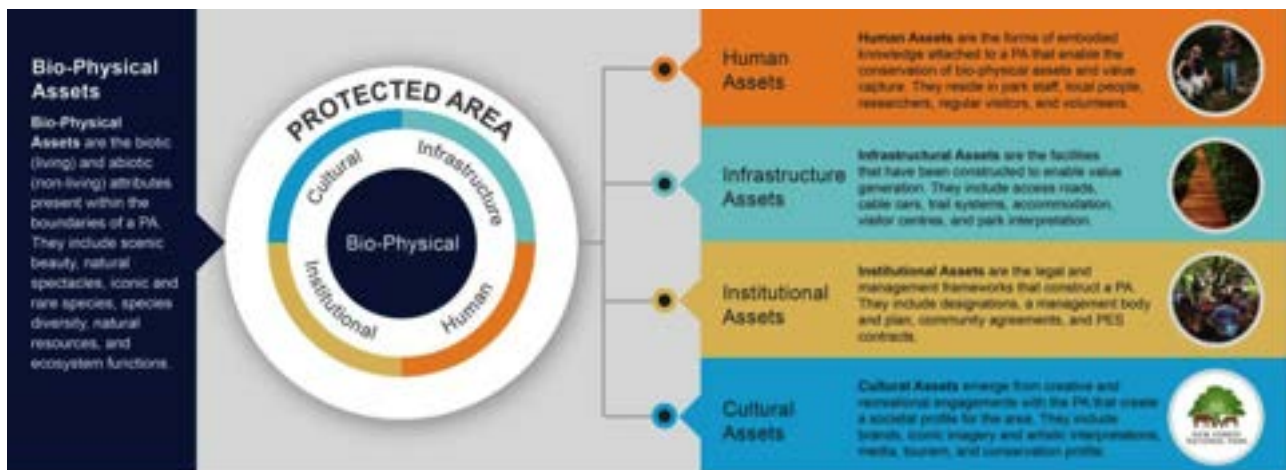 Bio-Physical
Assets
Bio-Physical
Assets are the biotic
(living) and abiotic
(non-living) attributes
present within the
boundaries of a PA.
They include scenic
beauty, natural
spectacles, iconic and
rare species, species
diversity, natural
resources, and
ecosystem functions.
PROTECTED AREA
Cultural
Infrastructure
Bio-Physical
Institutional
Human
Human
Assets
Human Assets are the forms of embodied
knowledge attached to a PA that enable the
conservation of bio-physical assets and value
capture. They reside in park staff, local people,
researchers, regular visitors, and volunteers.
Infrastructure
Assets
Infrastructural Assets are the facilities
that have been constructed to enable value
generation. They include access roads,
cable cars, trail systems, accommodation,
visitor centres, and park interpretation.
Institutional
Assets
Institutional Assets are the legal and
management frameworks that construct a PA.
They include designations, a management body
and plan, community agreements, and PES
contracts.
Cultural
Assets
Cultural Assets emerge from creative and
recreational engagements with the PA that create
a societal profile for the area. They include
brands, iconic imagery and artistic interpretations,
media, tourism, and conservation profile.
NEW FOREST
NATIONAL PARK